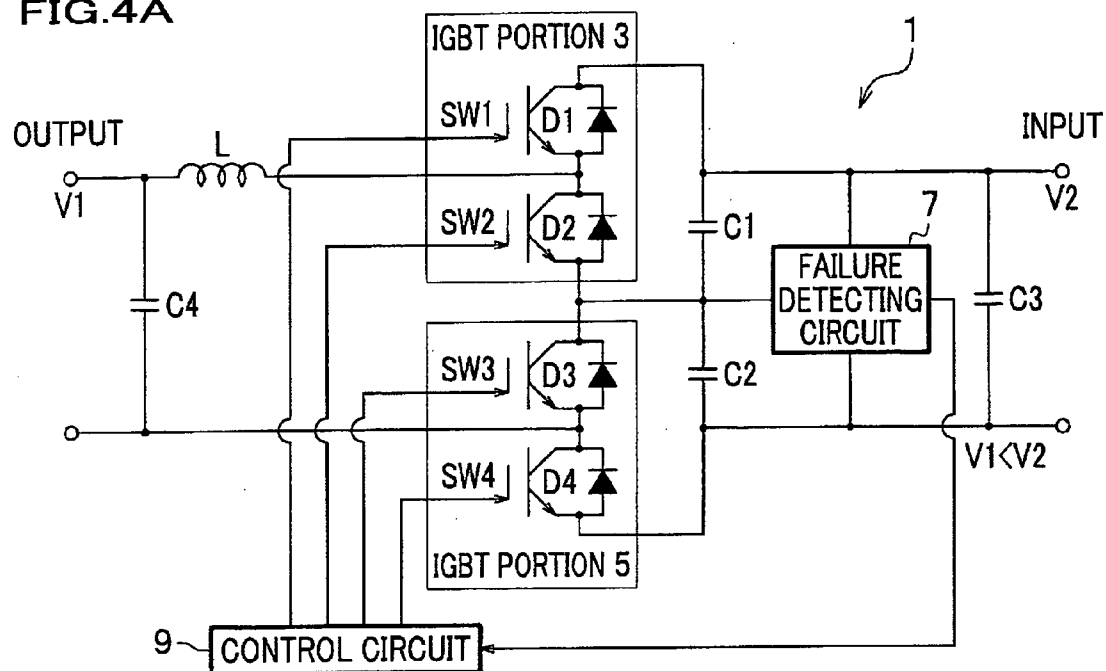 FIG.4A
IGBT PORTION 3
1
SW1
D1
OUTPUT
L
INPUT
V1
V2
SW2
D2
C1
7
FAILURE
DETECTING
CIRCUIT
C4
C3
SW3
D3
C2
V1<V2
SW4
D4
IGBT PORTION 5
9
CONTROL CIRCUIT